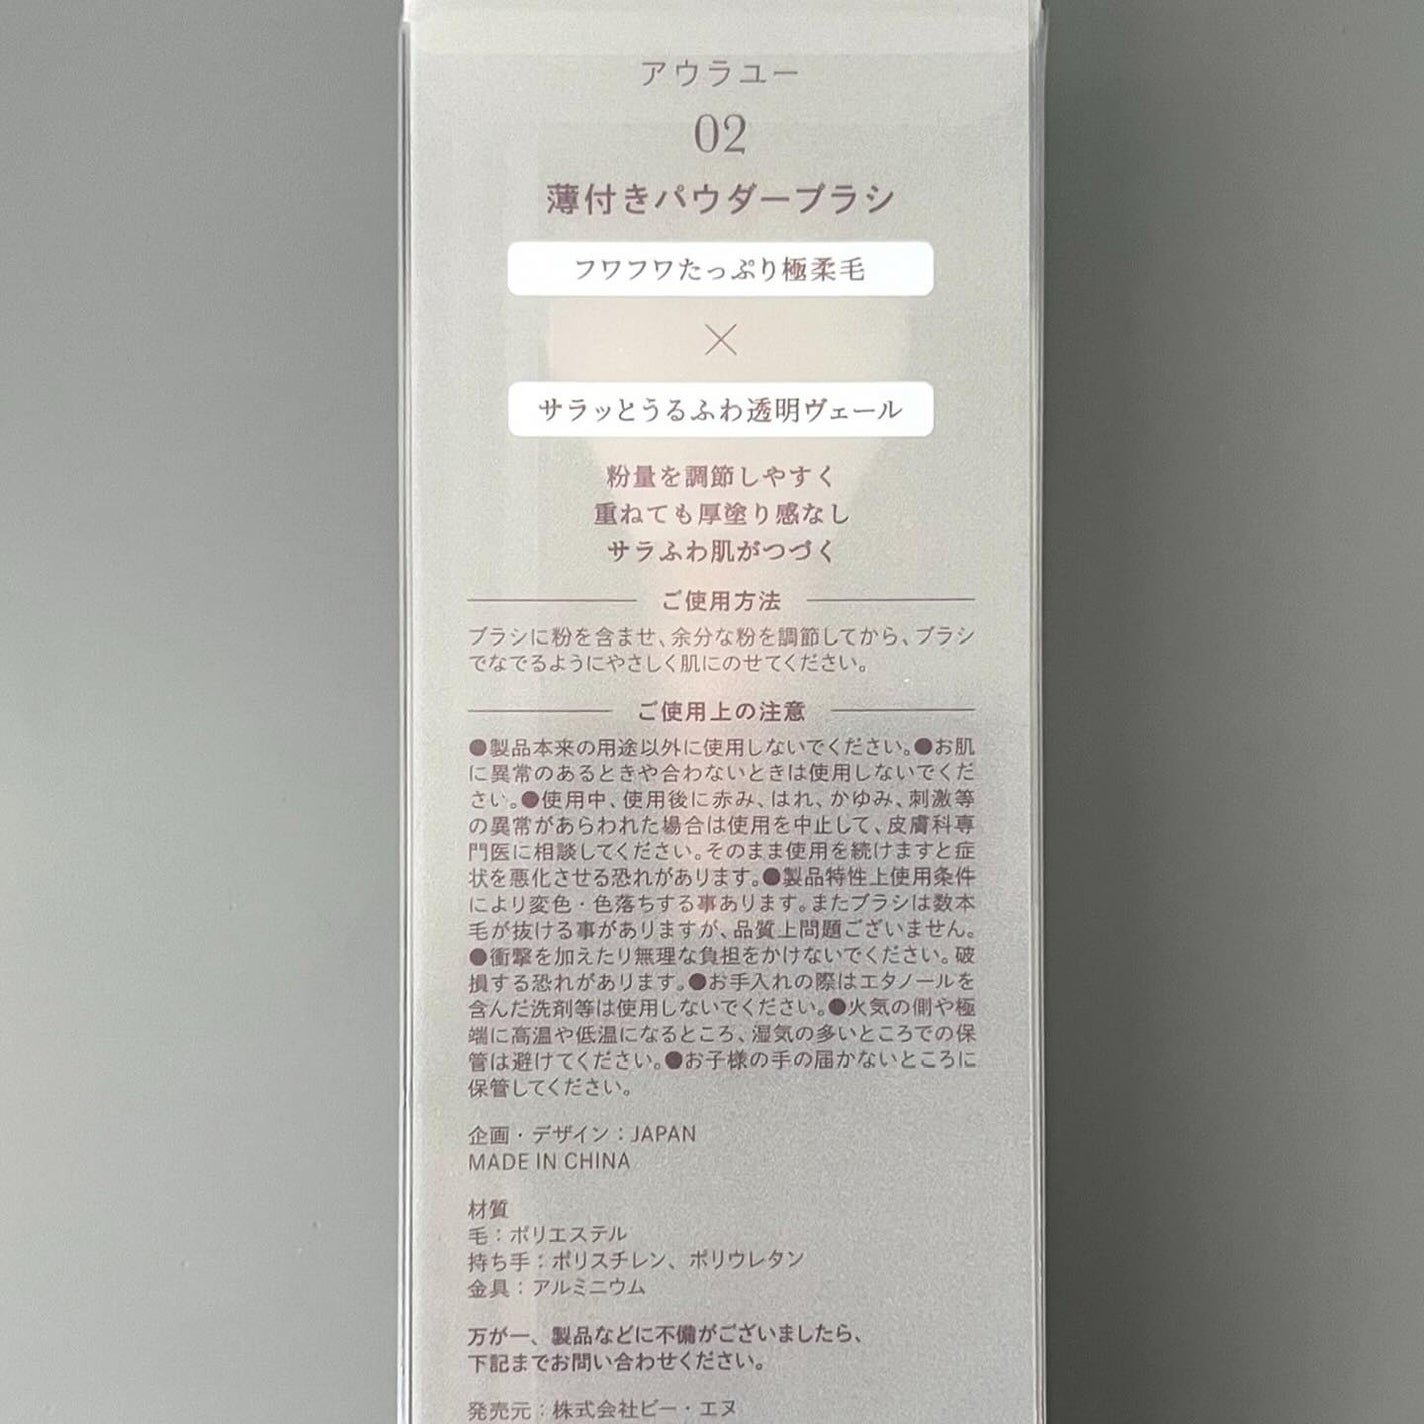 アウラユー
02
薄付きパウダーブラシ
フワフワたっぷり極柔毛
×
サラッとうるふわ透明ヴェール
粉量を調節しやすく
重ねても厚塗り感なし
サラふわ肌がつづく
ご使用方法
ブラシに粉を含ませ、余分な粉を調節してから、ブラシ
でなでるようにやさしく肌にのせてください。
ご使用上の注意
●製品本来の用途以外に使用しないでください。●お肌
に異常のあるときや合わないときは使用しないでくだ
さい。●使用中、使用後に赤み、はれ、かゆみ、刺激等
の異常があらわれた場合は使用を中止して、皮膚科専
門医に相談してください。そのまま使用を続けますと症
状を悪化させる恐れがあります。●製品特性上使用条件
により変色・色落ちする事あります。またブラシは数本
毛が抜ける事がありますが、品質上問題ございません。
●衝撃を加えたり無理な負担をかけないでください。破
損する恐れがあります。●お手入れの際はエタノールを
含んだ洗剤等は使用しないでください。●火気の側や極
端に高温や低温になるところ、湿気の多いところでの保
管は避けてください。●お子様の手の届かないところに
保管してください。
企画・デザイン：JAPAN
MADE IN CHINA
材質
毛：ポリエステル
持ち手：ポリスチレン、ポリウレタン
金具：アルミニウム
万が一、製品などに不備がございましたら、
下記までお問い合わせください。
発売元：株式会社ビー・エヌ